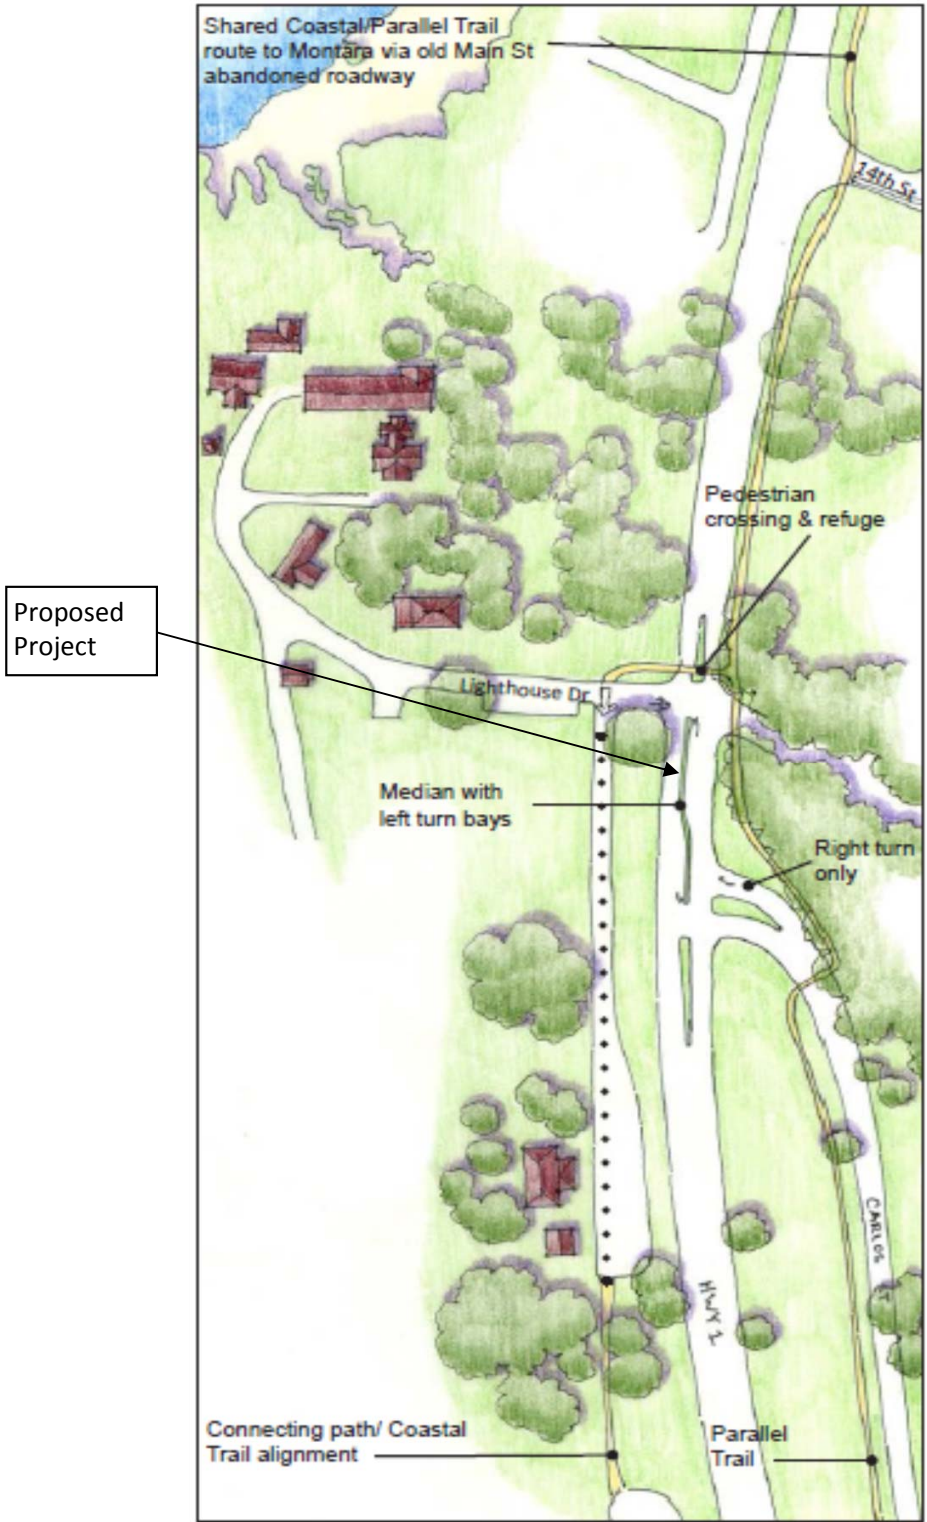 Shared Coastal/Parallel Trail
route to Montara via old Main St
abandoned roadway
14th St
Pedestrian
crossing & refuge
Proposed
Project
Lighthouse Dr
Median with
left turn bays
Right turn
only
CARLOS
HWY 1
Connecting path/ Coastal
Trail alignment
Parallel
Trail